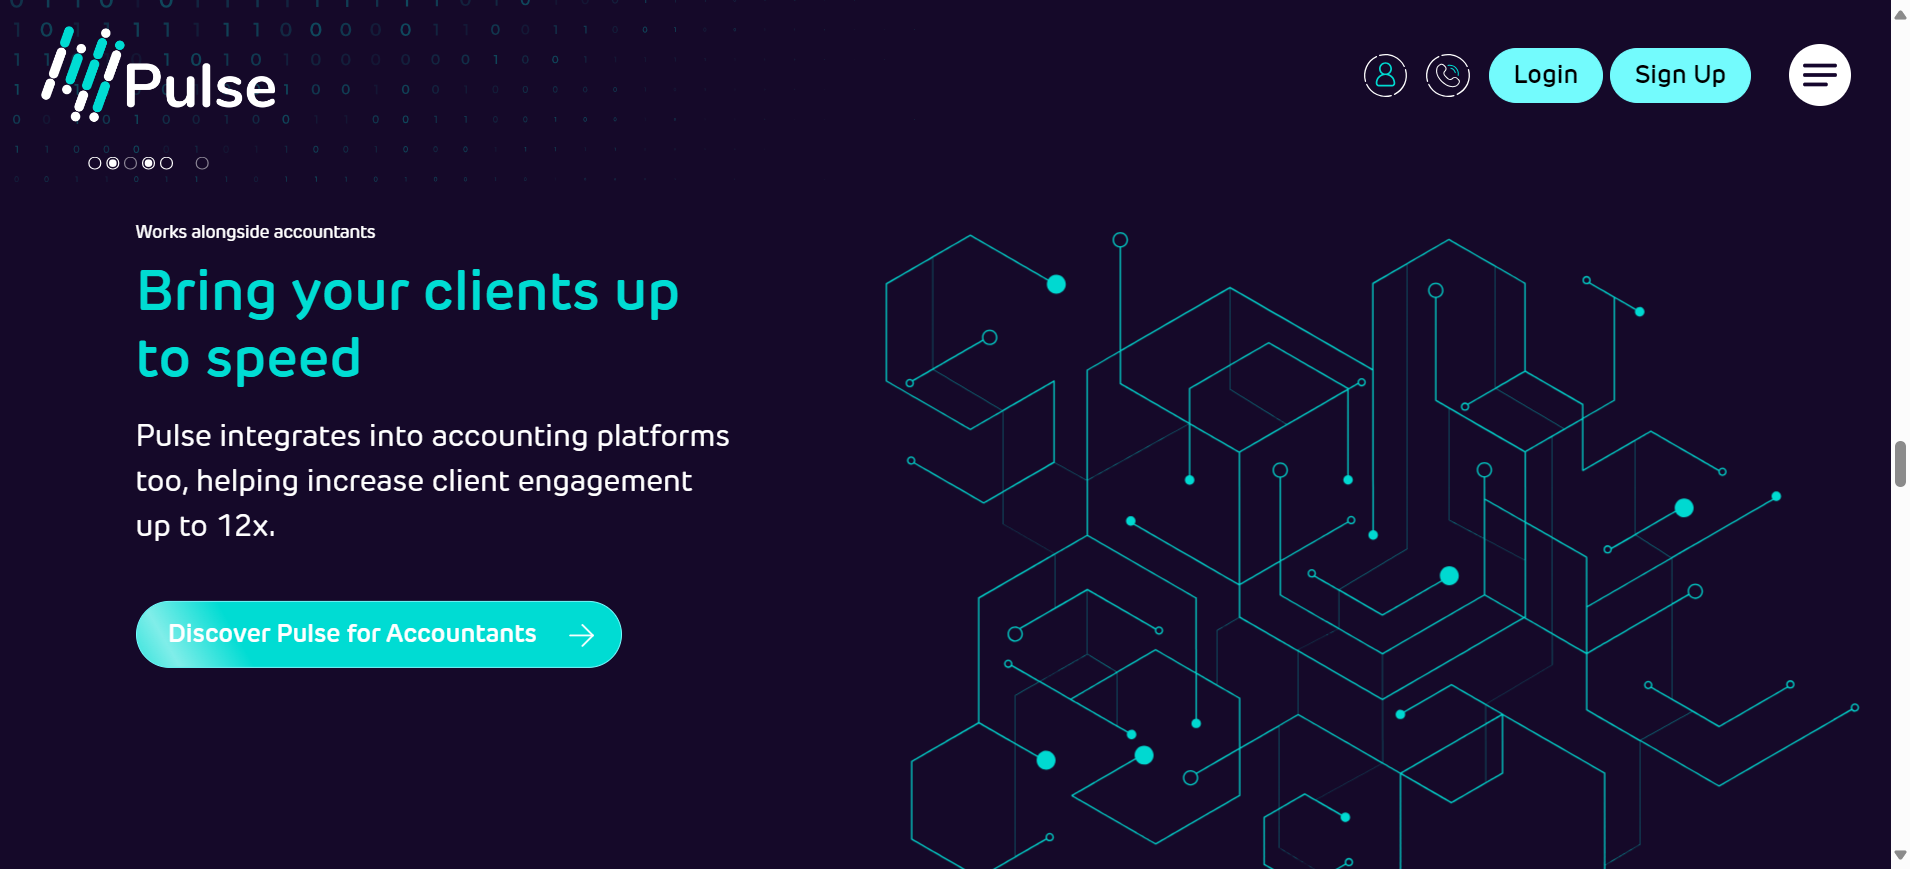 Pulse
Login
Sign Up
Works alongside accountants
Bring your clients up
to speed
Pulse integrates into accounting platforms
too, helping increase client engagement
up to 12x.
Discover Pulse for Accountants